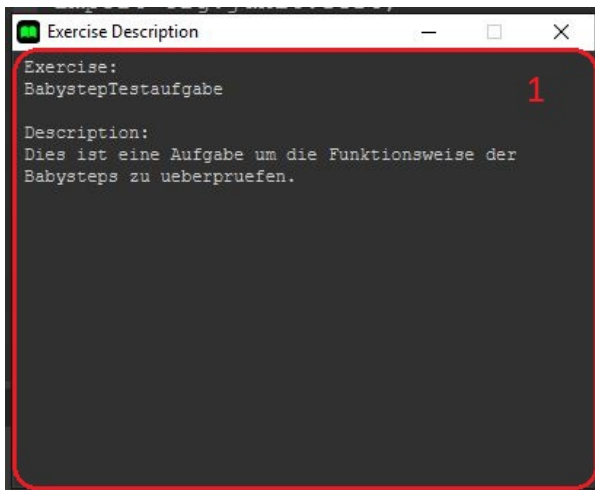 Exercise Description
Exercise:
1
BabystepTestaufgabe
Description:
Dies ist eine Aufgabe um die Funktionsweise der
Babysteps zu ueberpruefen.